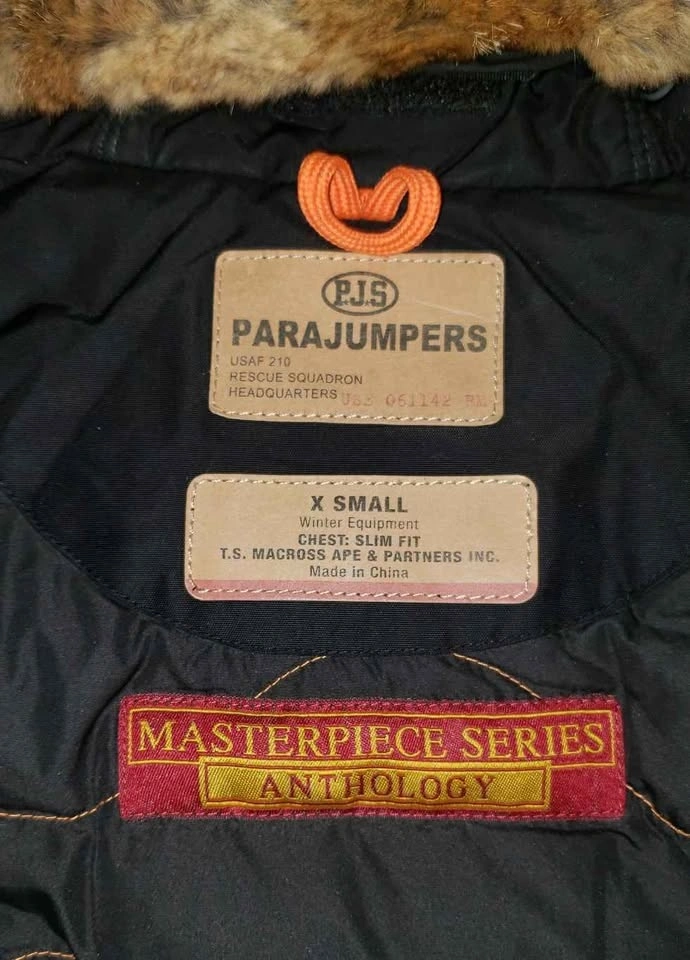 P.J.S
PARAJUMPERS
USAF 210
RESCUE SQUADRON
HEADQUARTERS
061142
X SMALL
Winter Equipment
CHEST: SLIM FIT
T.S. MACROSS APE & PARTNERS INC.
Made in China
MASTERPIECE SERIES
ANTHOLOGY